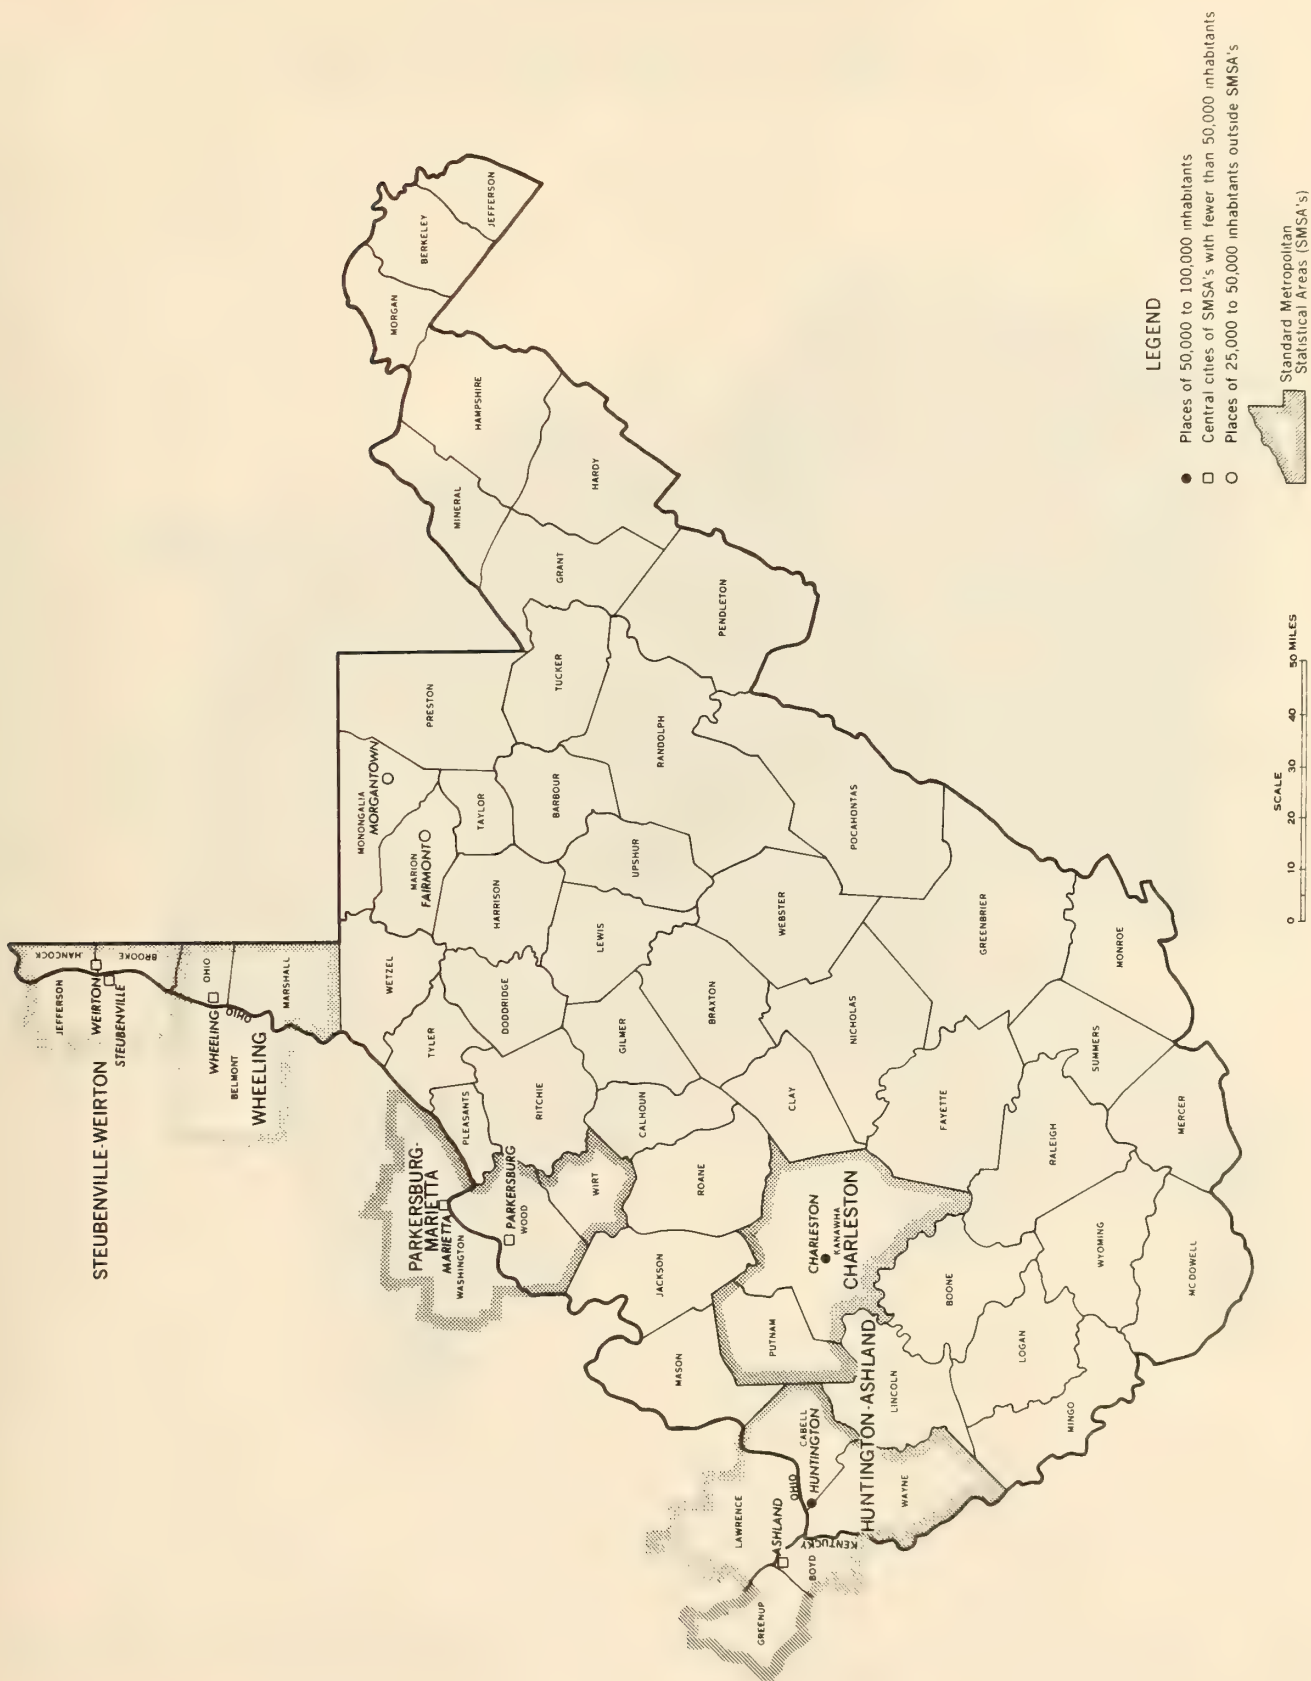 STEUBENVILLE-WEIRTON
JEFFERSON
HANCOCK
WEIRTON
STEUBENVILLE
BROOKE
WHEELING
OHIO
BELMONT
OHIO
WHEELING
MARSHALL
PARKERSBURG-
MARIETTA
MARIETTA
WASHINGTON
PARKERSBURG
WOOD
WIRT
PLEASANTS
TYLER
WETZEL
MONONGALIA
MORGANTOWN
MARION
FAIRMONT
PRESTON
TAYLOR
HARRISON
DODDRIDGE
RITCHIE
CALHOUN
GILMER
LEWIS
BARBOUR
UPSHUR
TUCKER
RANDOLPH
GRANT
MINERAL
HAMPSHIRE
HARDY
MORGAN
BERKELEY
JEFFERSON
PENDLETON
POCAHONTAS
WEBSTER
BRAXTON
CLAY
ROANE
JACKSON
MASON
PUTNAM
CHARLESTON
KANAWHA
CHARLESTON
NICHOLAS
GREENBRIER
FAYETTE
MONROE
SUMMERS
RALEIGH
MERCER
WYOMING
MC DOWELL
BOONE
LOGAN
MINGO
LINCOLN
HUNTINGTON-ASHLAND
CABELL
HUNTINGTON
WAYNE
OHIO
LAWRENCE
ASHLAND
KENTUCKY
BOYD
GREENUP
LEGEND
Places of 50,000 to 100,000 inhabitants
Central cities of SMSA's with fewer than 50,000 inhabitants
Places of 25,000 to 50,000 inhabitants outside SMSA's
Standard Metropolitan
Statistical Areas (SMSA's)
SCALE
0 10 20 30 40 50 MILES